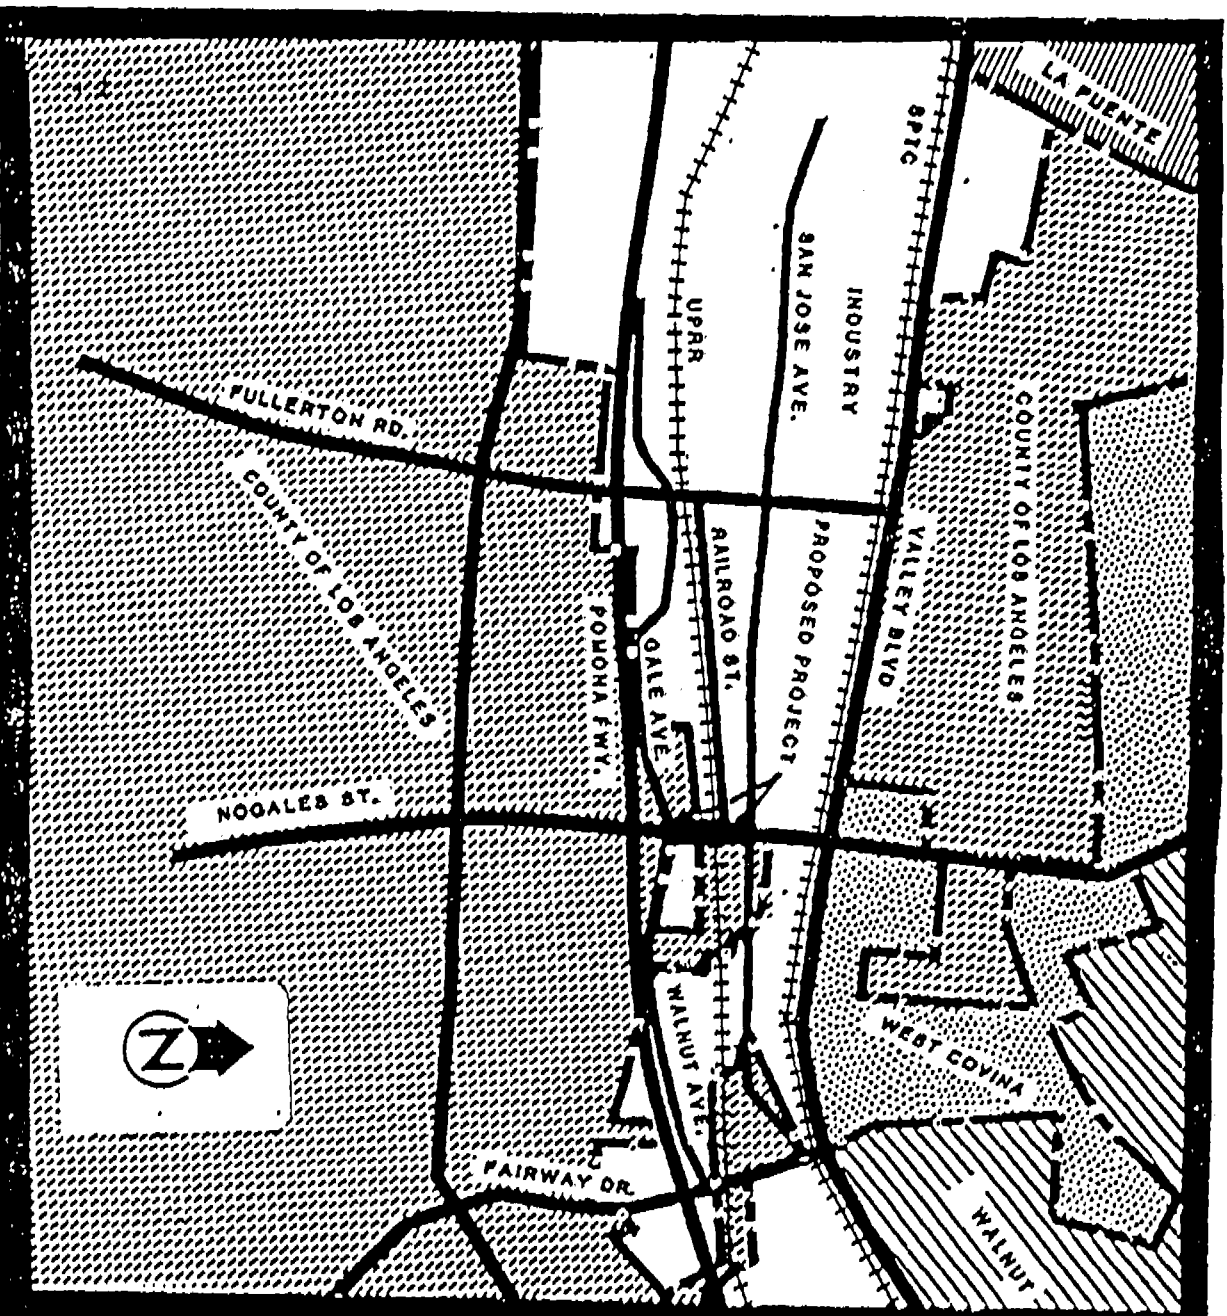 LA PUENTE
SPTC
INDUSTRY
SAN JOSE AVE.
UPRR
COUNTY OF LOS ANGELES
FULLERTON RD.
COUNTY OF LOS ANGELES
VALLEY BLVD
PROPOSED PROJECT
RAILROAD ST.
GALE AVE.
POMONA FWY.
NOGALES ST.
WEST COVINA
WALNUT AVE
FAIRWAY DR.
WALNUT
N